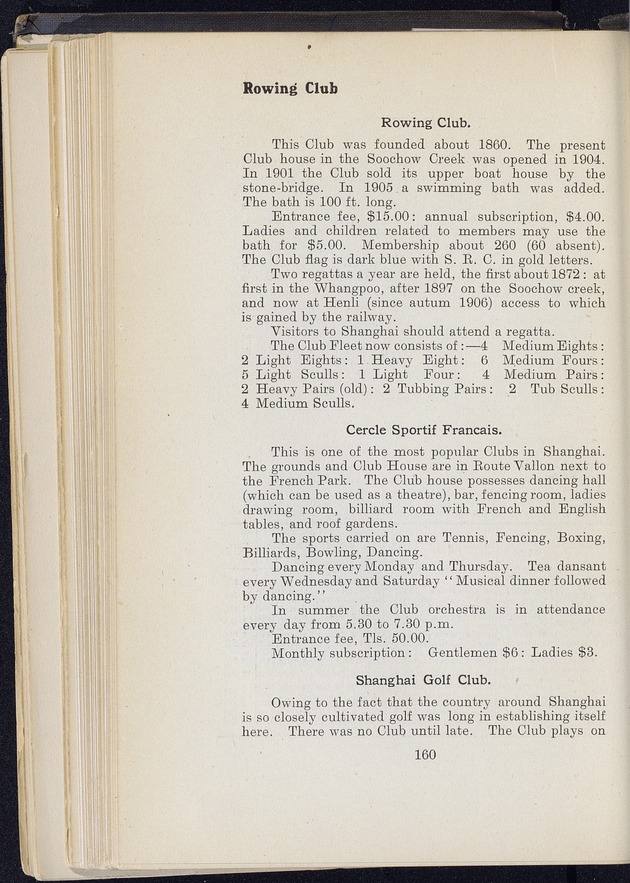 Rowing Club
Rowing Club.
This Club was founded about 1860. The present
Club house in the Soochow Creek was opened in 1904.
In 1901 the Club sold its upper boat house by the
stone-bridge. In 1905 a swimming bath was added.
The bath is 100 ft. long.
Entrance fee, $15.00: annual subscription, $4.00.
Ladies and children related to members may use the
bath for $5.00. Membership about 260 (60 absent).
The Club flag is dark blue with S. R. C. in gold letters.
Two regattas a year are held, the first about 1872: at
first in the Whangpoo, after 1897 on the Soochow creek,
and now at Henli (since autum 1906) access to which
is gained by the railway.
Visitors to Shanghai should attend a regatta.
The Club Fleet now consists of:—4 Medium Eights:
2 Light Eights: 1 Heavy Eight: 6 Medium Fours:
5 Light Sculls: 1 Light Four: 4 Medium Pairs:
2 Heavy Pairs (old): 2 Tubbing Pairs: 2 Tub Sculls:
4 Medium Sculls.
Cercle Sportif Francais.
This is one of the most popular Clubs in Shanghai.
The grounds and Club House are in Route Vallon next to
the French Park. The Club house possesses dancing hall
(which can be used as a theatre), bar, fencing room, ladies
drawing room, billiard room with French and English
tables, and roof gardens.
The sports carried on are Tennis, Fencing, Boxing,
Billiards, Bowling, Dancing.
Dancing every Monday and Thursday. Tea dansant
every Wednesday and Saturday "Musical dinner followed
by dancing."
In summer the Club orchestra is in attendance
every day from 5.30 to 7.30 p.m.
Entrance fee, Tls. 50.00.
Monthly subscription: Gentlemen $6: Ladies $3.
Shanghai Golf Club.
Owing to the fact that the country around Shanghai
is so closely cultivated golf was long in establishing itself
here. There was no Club until late. The Club plays on
160